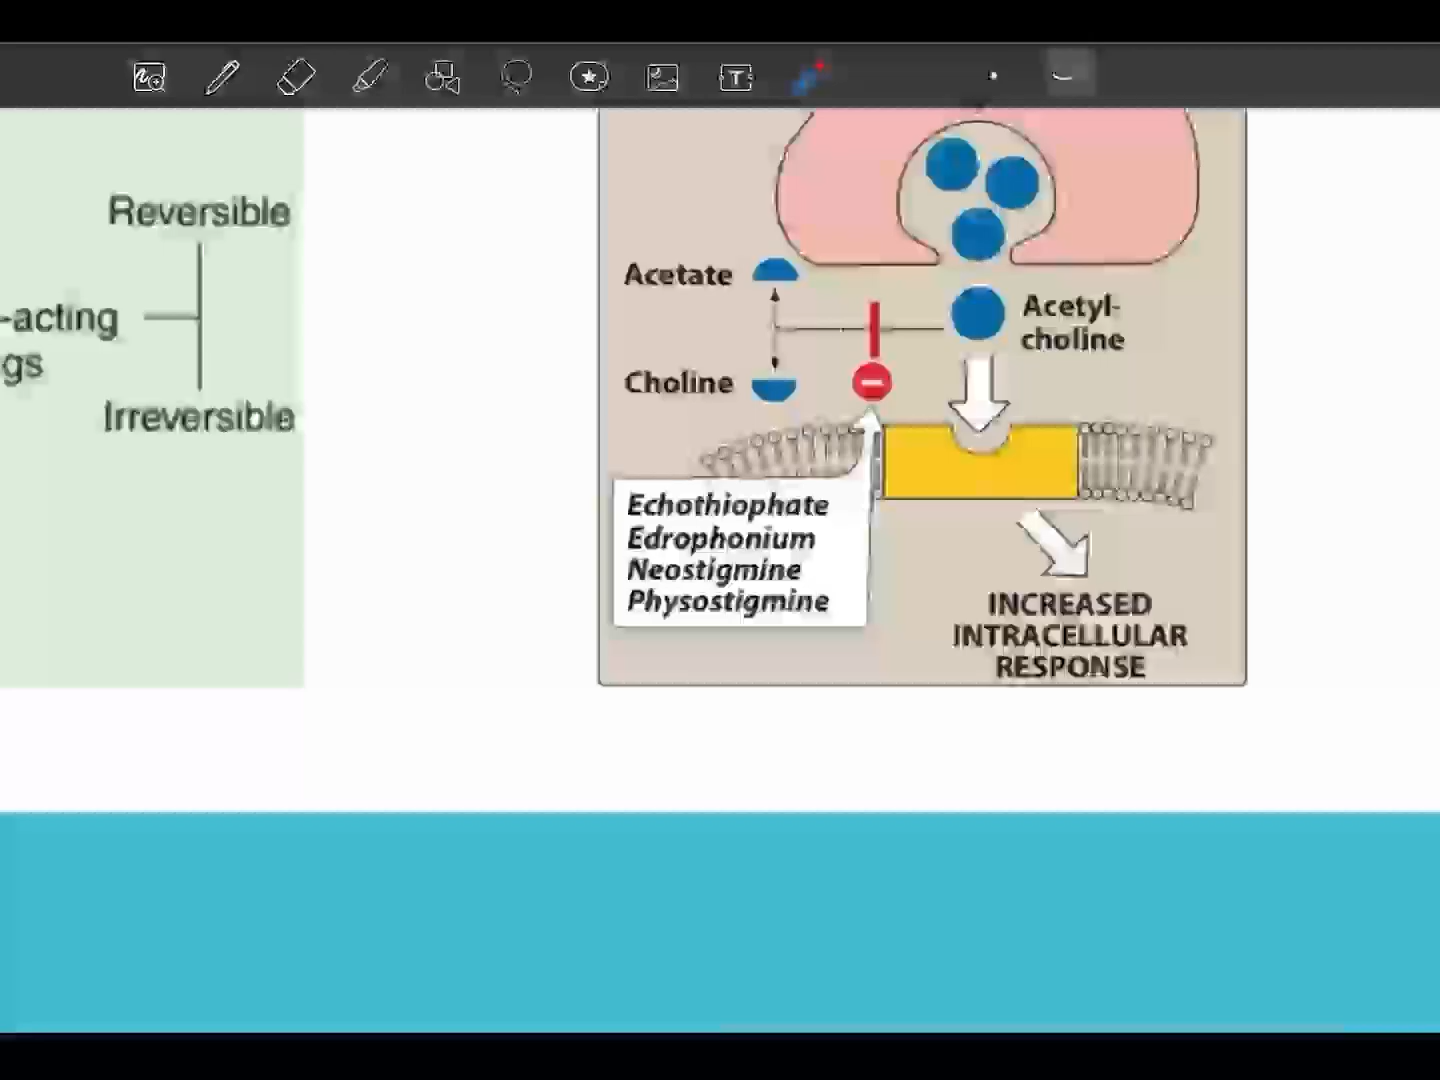 Reversible
-acting
gs
Irreversible
Acetate
Acetyl-
choline
Choline
Echothiophate
Edrophonium
Neostigmine
Physostigmine
INCREASED
INTRACELLULAR
RESPONSE
T